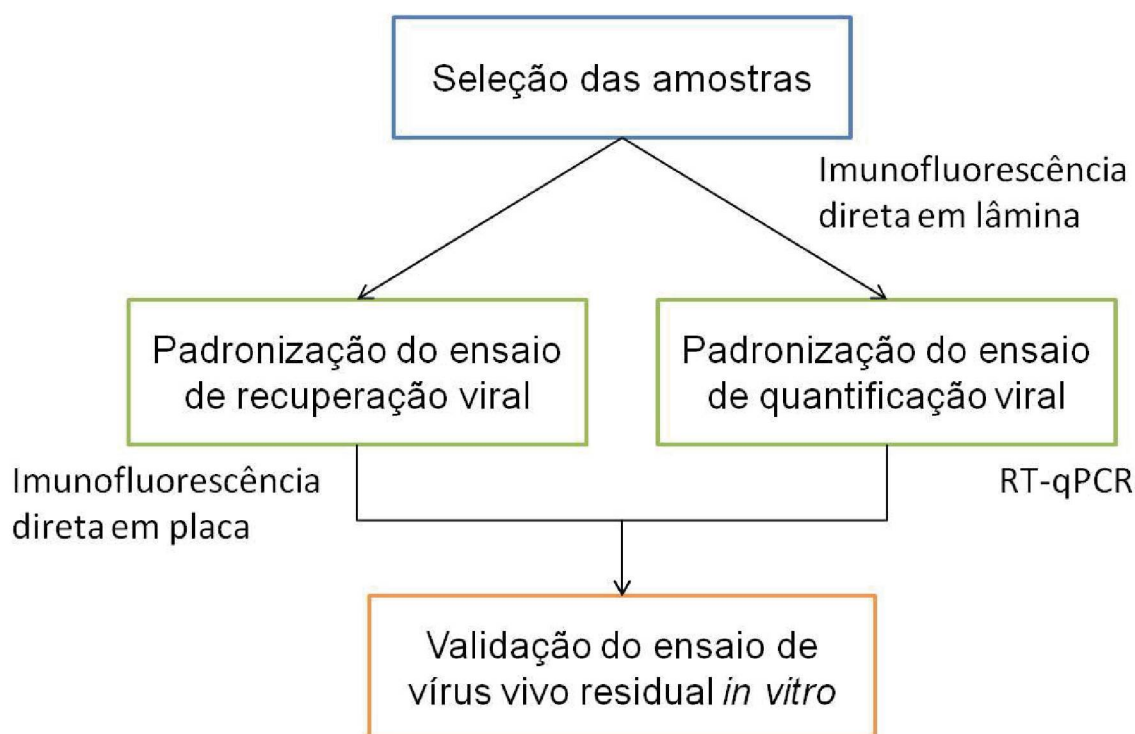 Seleção das amostras
Imunofluorescência
direta em lâmina
Padronização do ensaio
de recuperação viral
Padronização do ensaio
de quantificação viral
Imunofluorescência
direta em placa
RT-qPCR
Validação do ensaio de
vírus vivo residual in vitro